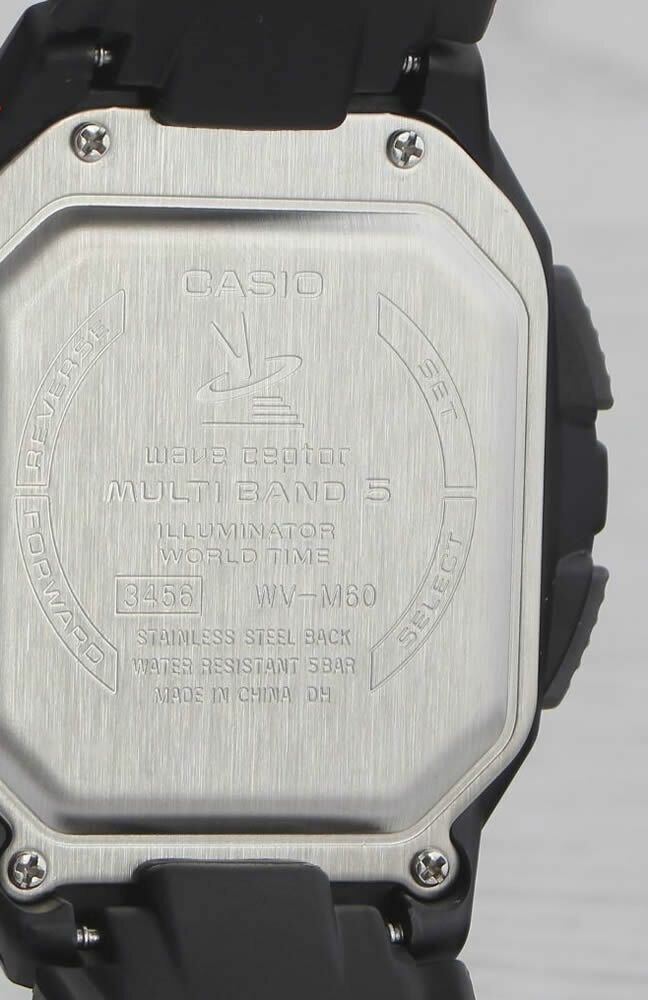 CASIO
REVERSE
SET
wave ceptor
MULTI BAND 5
ILLUMINATOR
WORLD TIME
FORWARD
SELECT
3456 WV-M60
STAINLESS STEEL BACK
WATER RESISTANT 5BAR
MADE IN CHINA DH